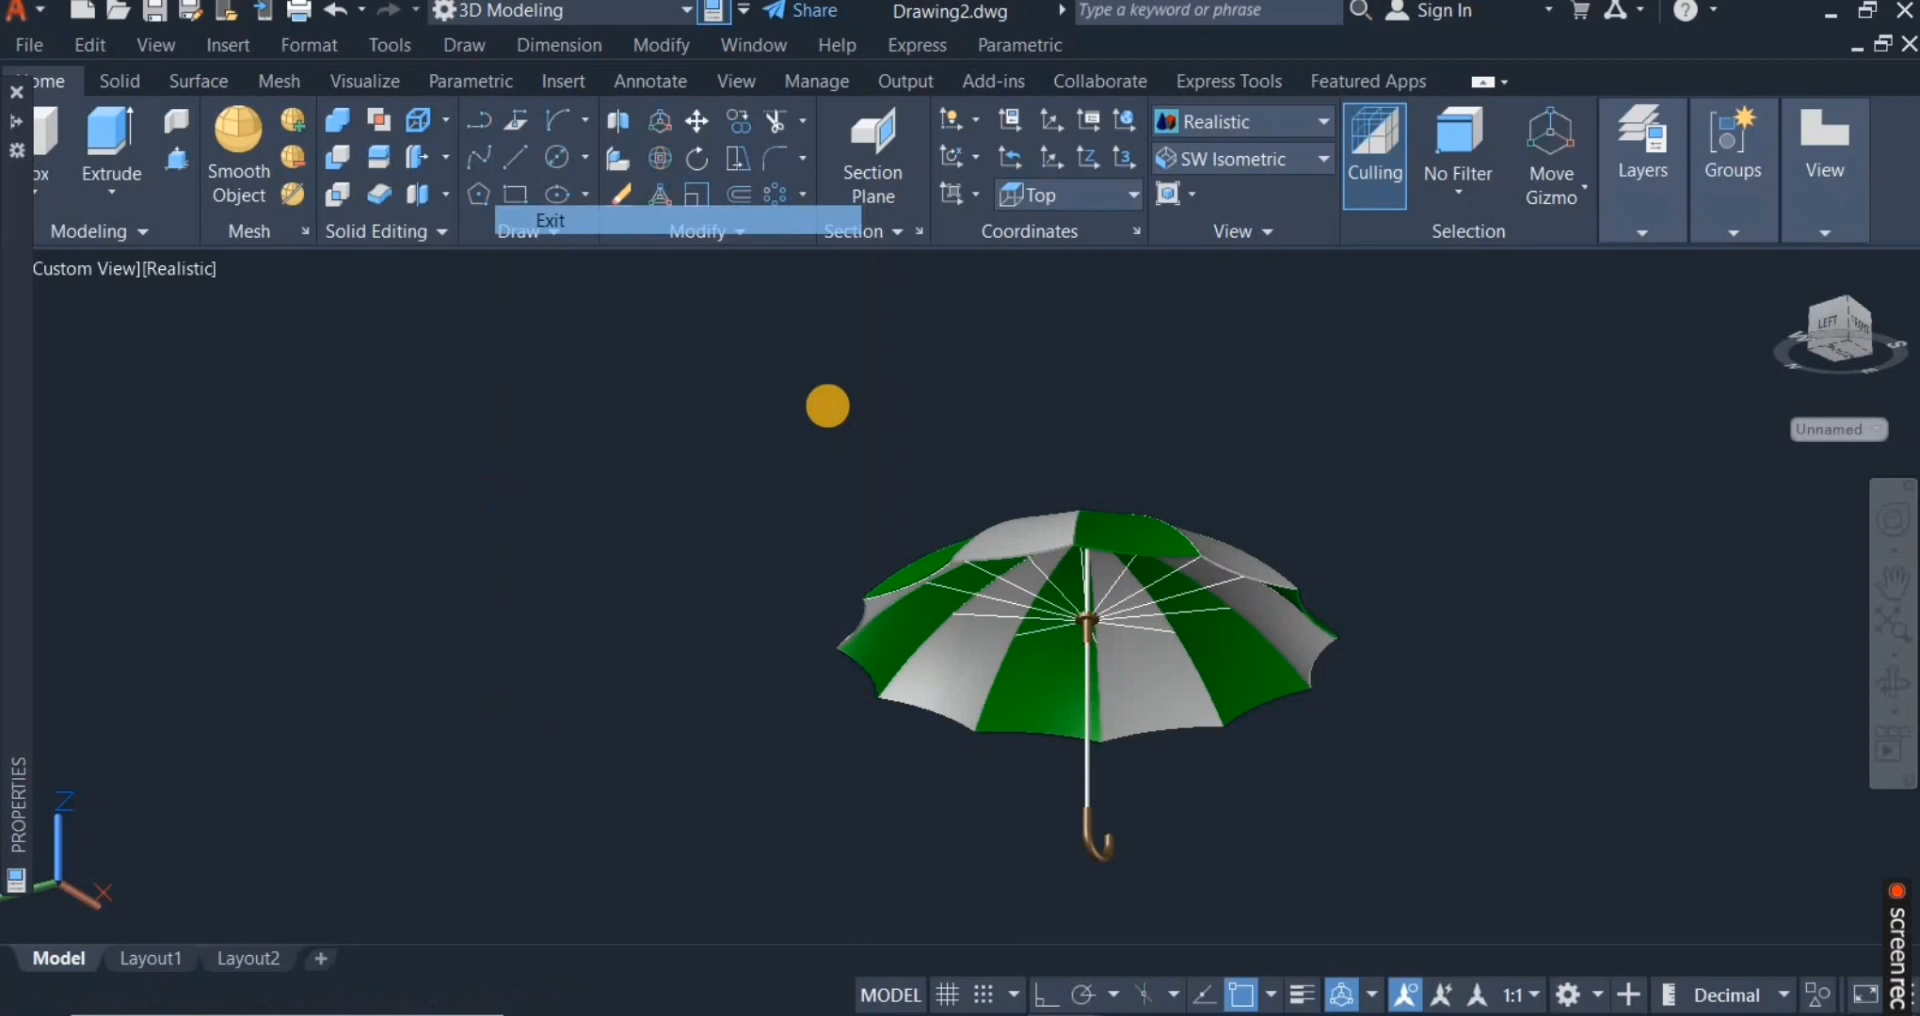 3D Modeling
Share
Drawing2.dwg
Type a keyword or phrase
Sign In
File Edit View Insert Format Tools Draw Dimension Modify Window Help Express Parametric
ome Solid Surface Mesh Visualize Parametric Insert Annotate View Manage Output Add-ins Collaborate Express Tools Featured Apps
ox
Extrude
Smooth
Object
Section
Plane
Realistic
SW Isometric
Top
Culling
No Filter
Move
Gizmo
Layers
Groups
View
Exit
Modeling
Mesh
Solid Editing
Draw
Modify
Section
Coordinates
View
Selection
Custom View][Realistic]
LEFT
FRONT
W
S
Unnamed
PROPERTIES
Z
X
Model
Layout1
Layout2
+
MODEL
1:1
Decimal
screenrec